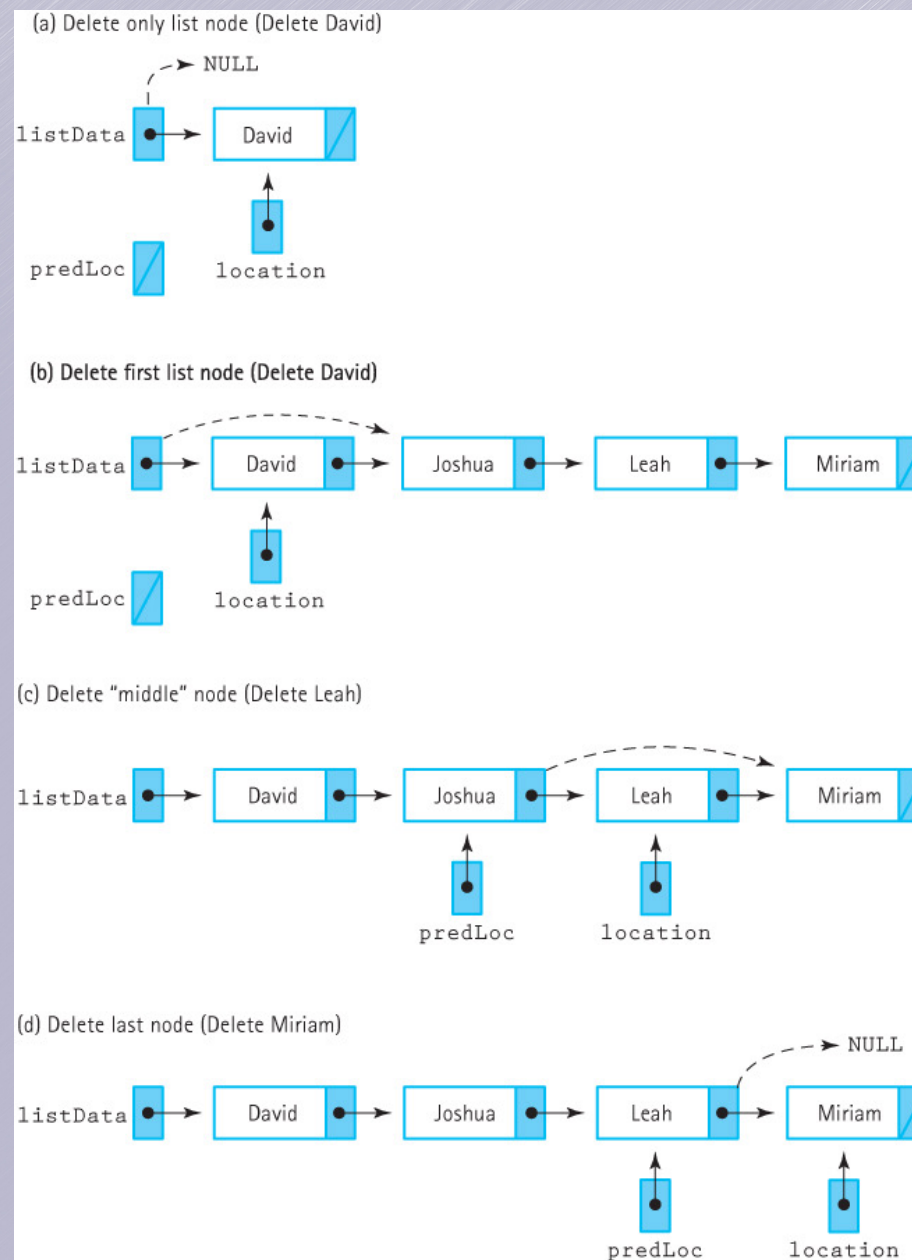 (a) Delete only list node (Delete David)
NULL
listData David
location
predLoc
(b) Delete first list node (Delete David)
listData David Joshua Leah Miriam
predLoc location
(c) Delete “middle” node (Delete Leah)
listData David Joshua Leah Miriam
predLoc location
(d) Delete last node (Delete Miriam)
NULL
listData David Joshua Leah Miriam
predLoc location